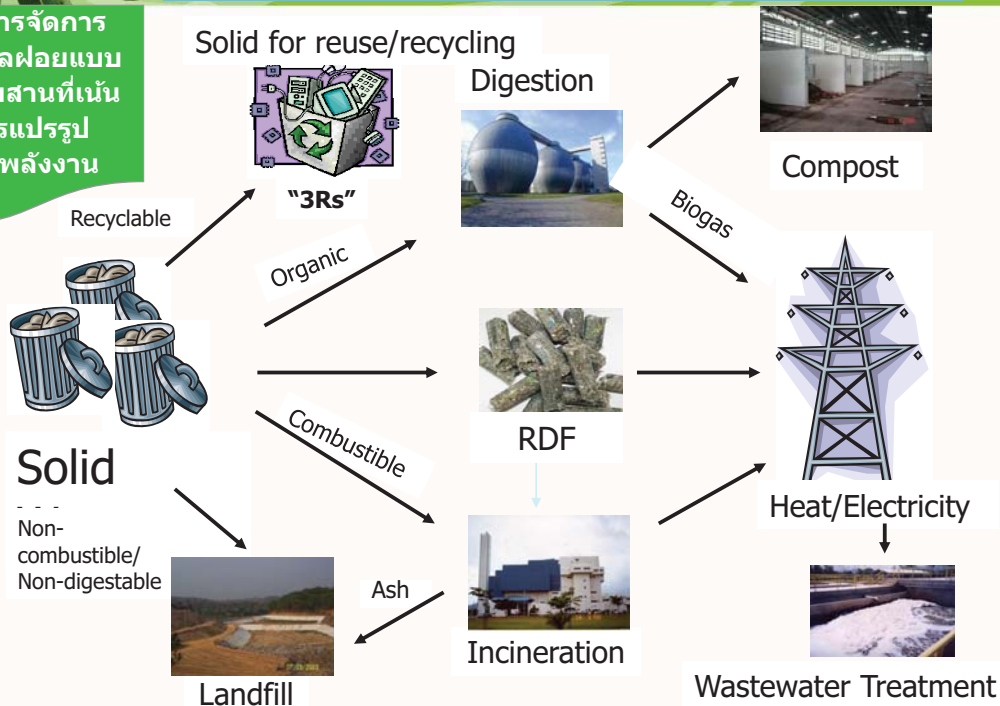 รจัดการ
ลฝอยแบบ
สานที่เน้น
รแปรรูป
พลังงาน
Solid for reuse/recycling
Digestion
Compost
"3Rs"
Recyclable
Organic
Biogas
Combustible
RDF
Solid
Non-
combustible/
Non-digestable
Heat/Electricity
Ash
Incineration
Landfill
Wastewater Treatment